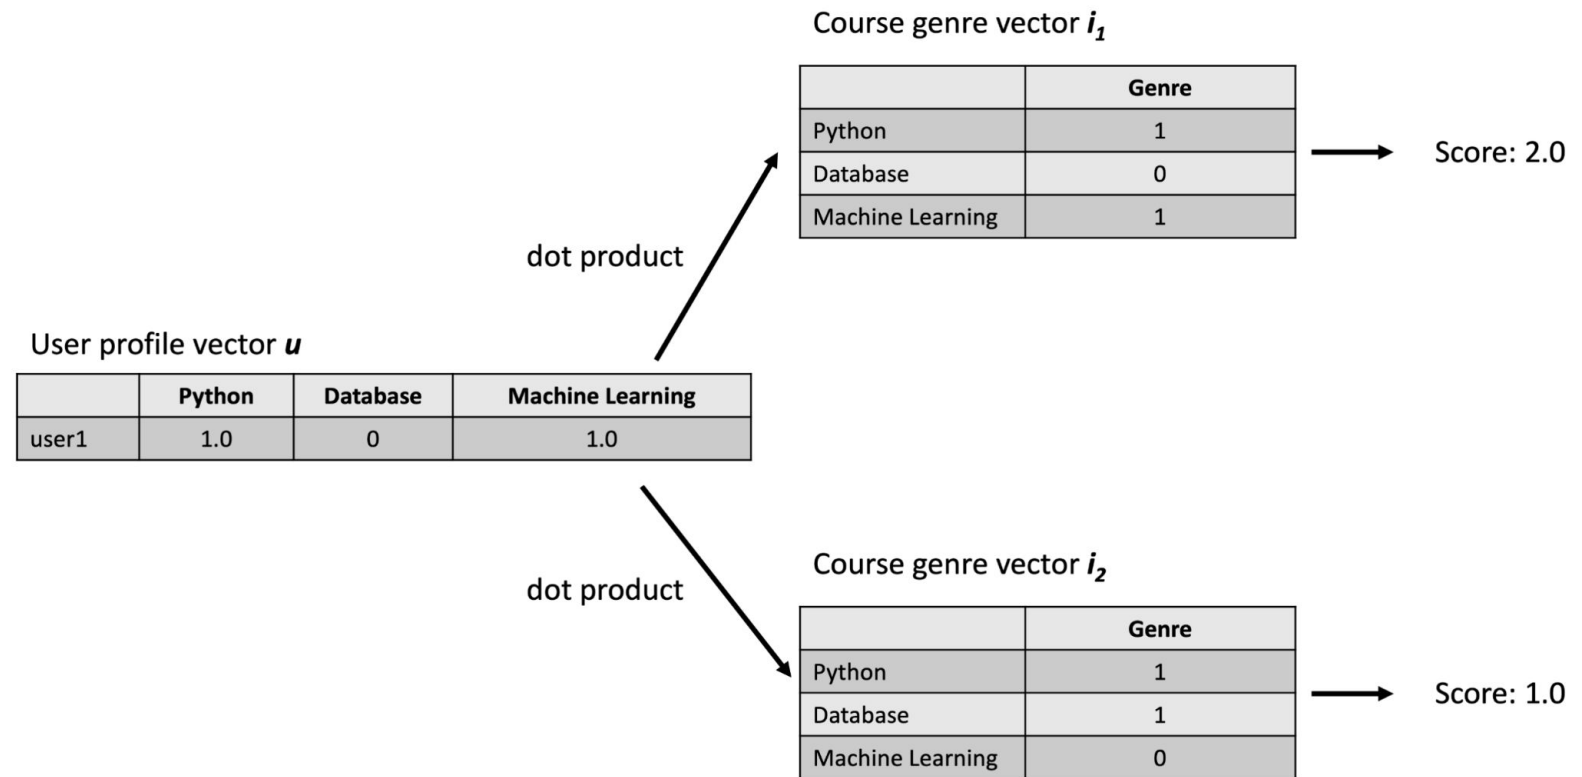 Course genre vector i₁
Genre
Python 1
Database 0
Machine Learning 1
Score: 2.0
dot product
User profile vector u
Python Database Machine Learning
user1 1.0 0 1.0
dot product
Course genre vector i₂
Genre
Python 1
Database 1
Machine Learning 0
Score: 1.0